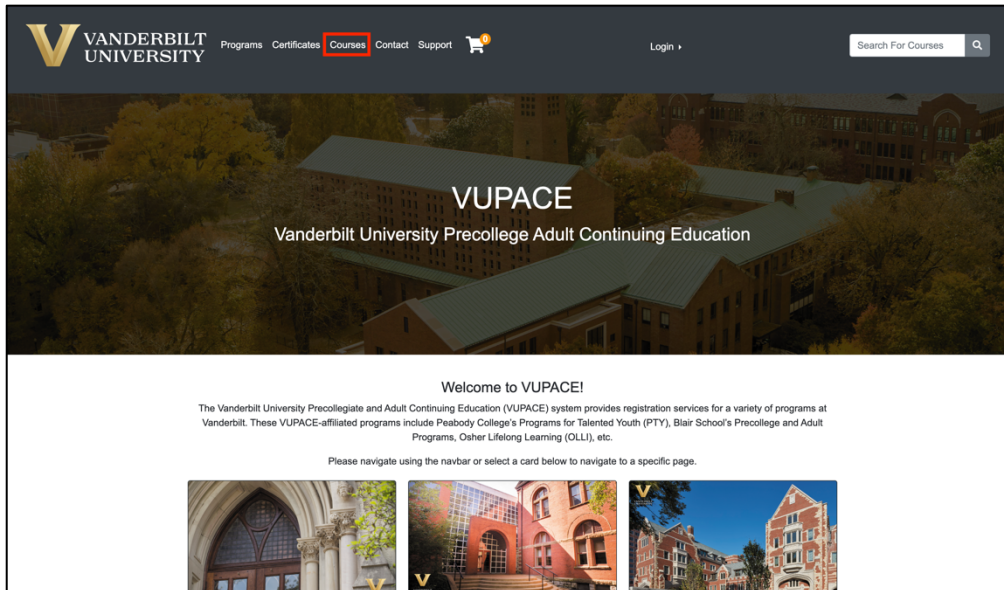 VANDERBILT
UNIVERSITY
Programs Certificates Courses Contact Support 0
Login
Search For Courses
VUPACE
Vanderbilt University Precollege Adult Continuing Education
Welcome to VUPACE!
The Vanderbilt University Precollegiate and Adult Continuing Education (VUPACE) system provides registration services for a variety of programs at
Vanderbilt. These VUPACE-affiliated programs include Peabody College's Programs for Talented Youth (PTY), Blair School's Precollege and Adult
Programs, Osher Lifelong Learning (OLLI), etc.
Please navigate using the navbar or select a card below to navigate to a specific page.